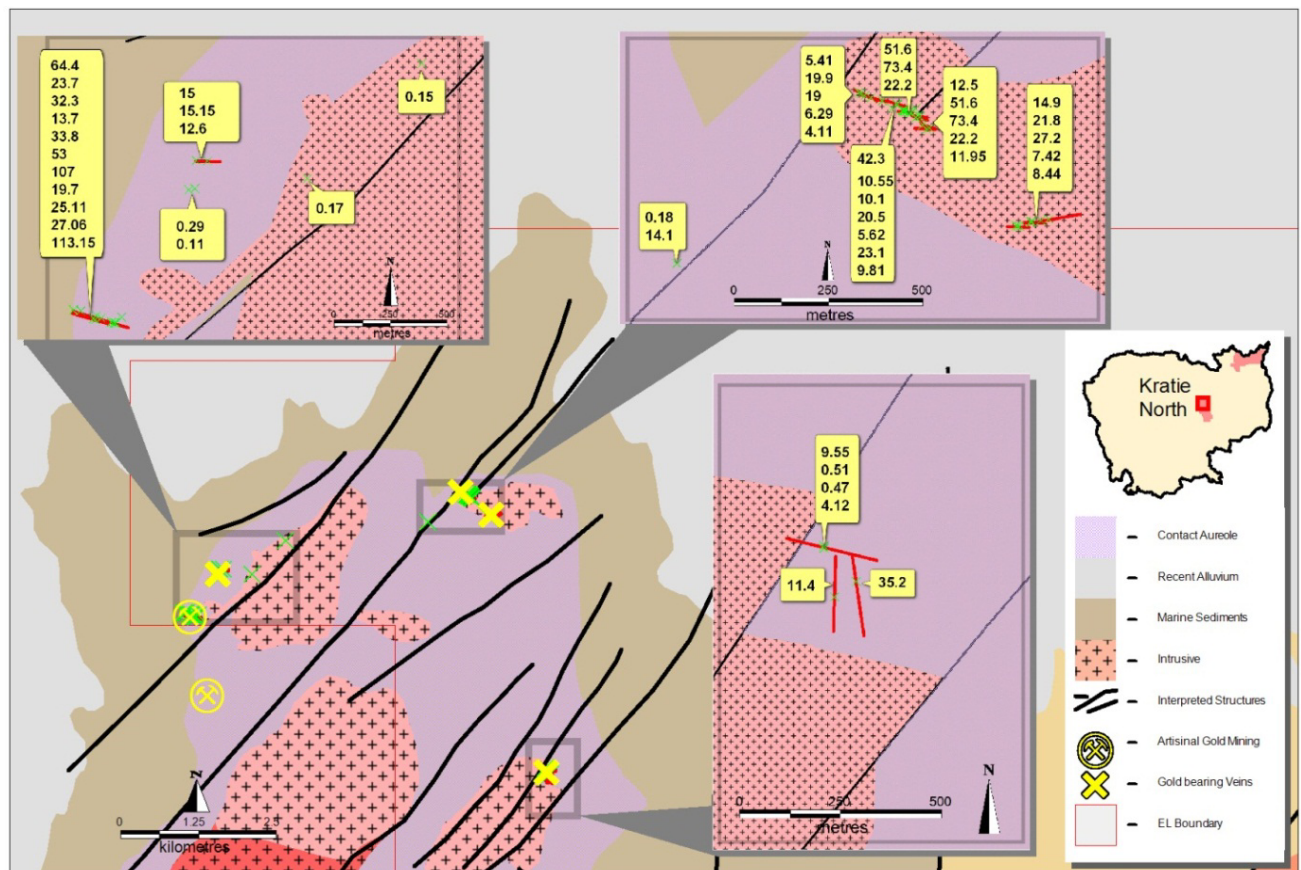 64.4
23.7
32.3
13.7
33.8
53
107
19.7
25.11
27.06
113.15
15
15.15
12.6
0.29
0.11
0.15
0.17
N
0 250 500
metres
5.41
19.9
19
6.29
4.11
51.6
73.4
22.2
12.5
51.6
73.4
22.2
11.95
14.9
21.8
27.2
7.42
8.44
42.3
10.55
10.1
20.5
5.62
23.1
9.81
0.18
14.1
N
0 250 500
metres
9.55
0.51
0.47
4.12
11.4
35.2
N
0 250 500
metres
N
0 1.25 2.5
kilometres
Kratie
North
Contact Aureole
Recent Alluvium
Marine Sediments
Intrusive
Interpreted Structures
Artisinal Gold Mining
Gold bearing Veins
EL Boundary